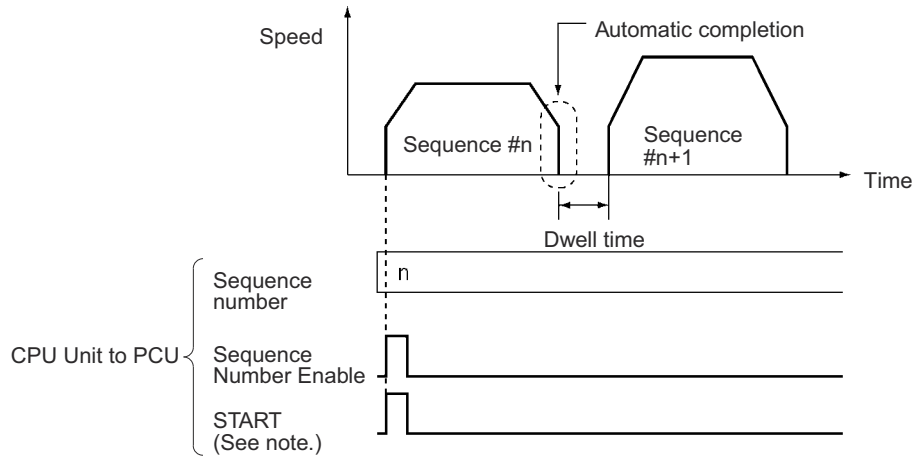 Speed
Automatic completion
Sequence #n
Sequence
#n+1
Time
Dwell time
n
Sequence
number
CPU Unit to PCU
Sequence
Number Enable
START
(See note.)